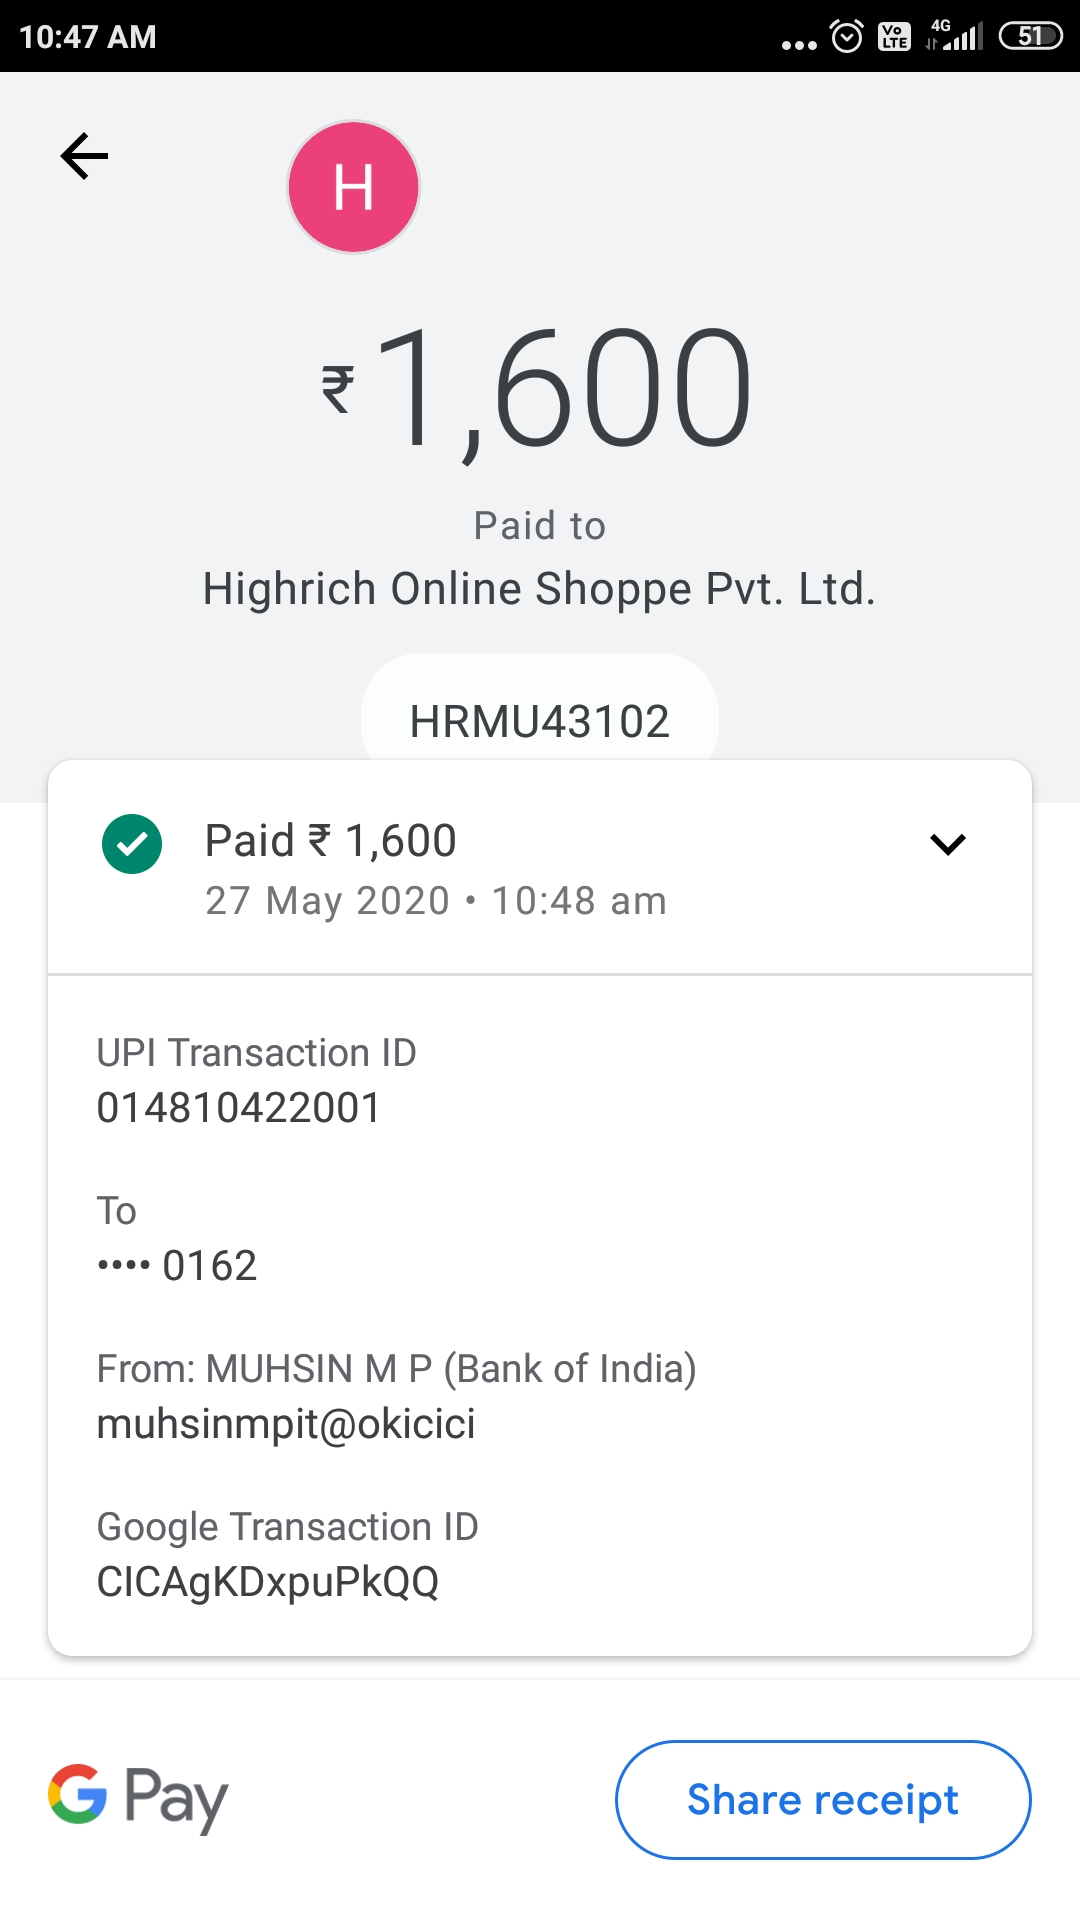 10:47 AM
Vo LTE 4G 51
H
₹1,600
Paid to
Highrich Online Shoppe Pvt. Ltd.
HRMU43102
Paid ₹ 1,600
27 May 2020 • 10:48 am
UPI Transaction ID
014810422001
To
•••• 0162
From: MUHSIN M P (Bank of India)
muhsinmpit@okicici
Google Transaction ID
CICAgKDxpuPkQQ
G Pay
Share receipt